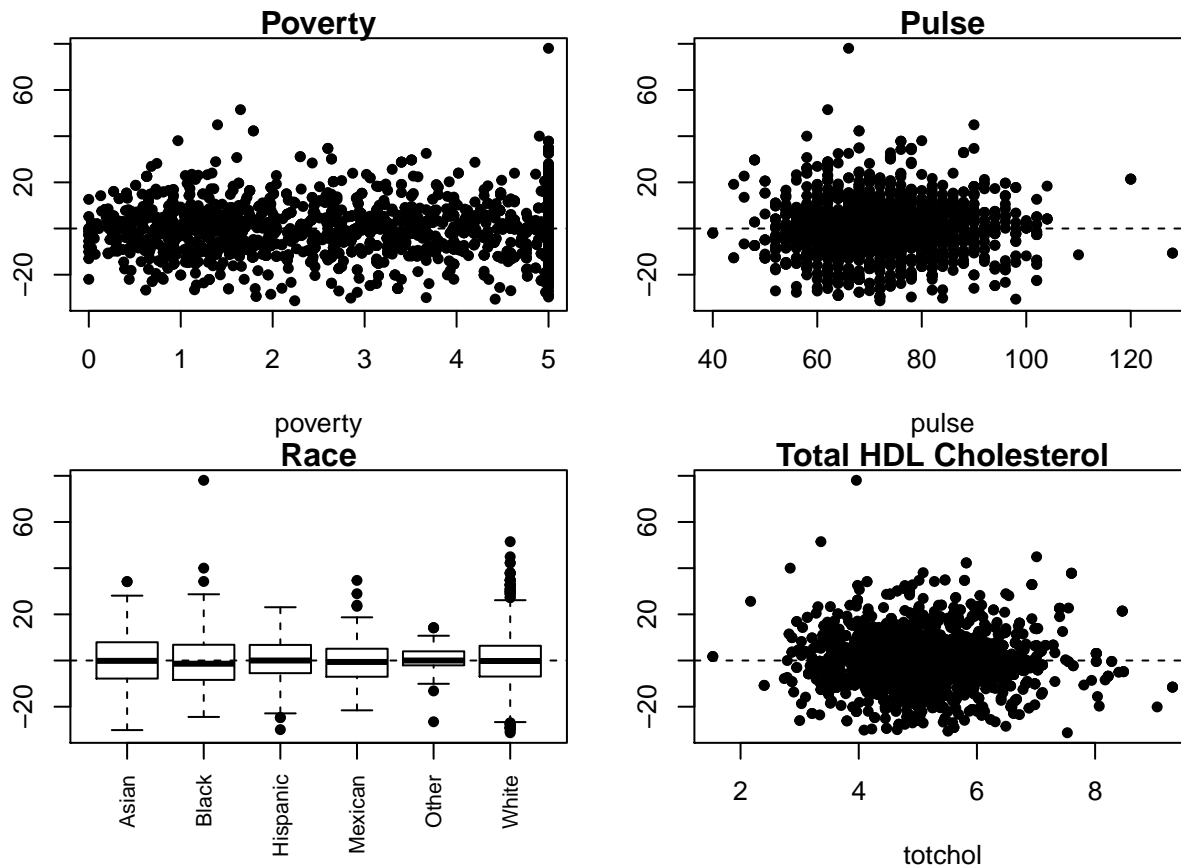 Poverty
60
20
−20
0 1 2 3 4 5
poverty
Pulse
60
20
−20
40 60 80 100 120
pulse
Race
60
20
−20
Asian
Black
Hispanic
Mexican
Other
White
Total HDL Cholesterol
60
20
−20
2 4 6 8
totchol